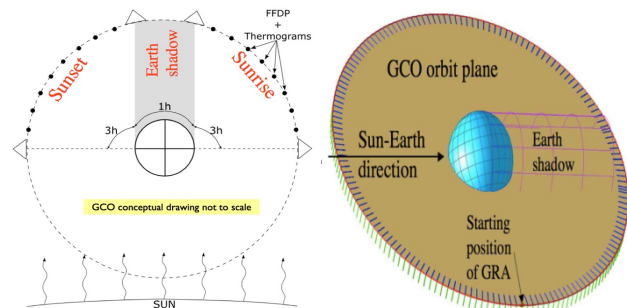 FFDP
+
Thermograms
Sunset
Earth
shadow
Sunrise
1h
3h
3h
GCO conceptual drawing not to scale
SUN
GCO orbit plane
Sun-Earth
direction
Earth
shadow
Starting
position
of GRA